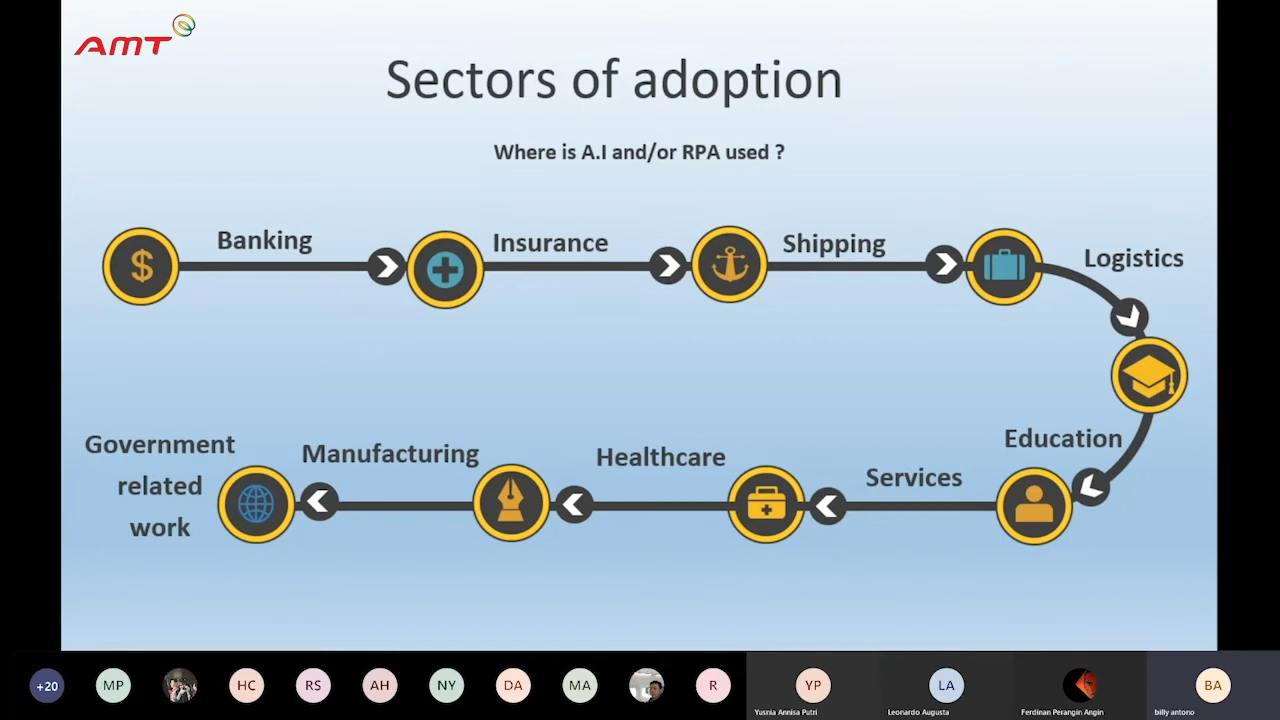 AMT
Sectors of adoption
Where is A.I and/or RPA used ?
Banking
Insurance
Shipping
Logistics
Education
Services
Healthcare
Manufacturing
Government
related
work
+20
MP
HC
RS
AH
NY
DA
MA
R
YP
LA
BA
Yusnia Annisa Putri
Leonardo Augusta
Ferdinan Perangin Angin
billy antono